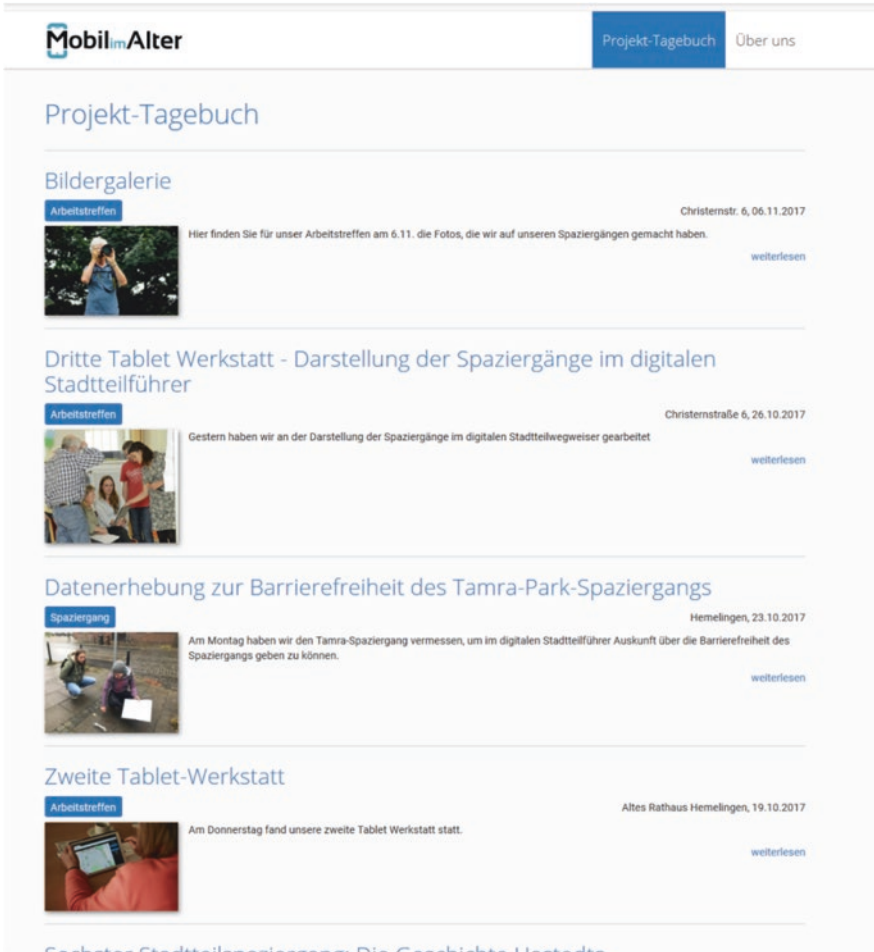 MobilimAlter
Projekt-Tagebuch Über uns
Projekt-Tagebuch
Bildergalerie
Arbeitstreffen
Christernstr. 6, 06.11.2017
Hier finden Sie für unser Arbeitstreffen am 6.11. die Fotos, die wir auf unseren Spaziergängen gemacht haben.
weiterlesen
Dritte Tablet Werkstatt - Darstellung der Spaziergänge im digitalen
Stadtteilführer
Arbeitstreffen
Christernstraße 6, 26.10.2017
Gestern haben wir an der Darstellung der Spaziergänge im digitalen Stadtteilwegweiser gearbeitet
weiterlesen
Datenerhebung zur Barrierefreiheit des Tamra-Park-Spaziergangs
Spaziergang
Hemelingen, 23.10.2017
Am Montag haben wir den Tamra-Spaziergang vermessen, um im digitalen Stadtteilführer Auskunft über die Barrierefreiheit des
Spaziergangs geben zu können.
weiterlesen
Zweite Tablet-Werkstatt
Arbeitstreffen
Altes Rathaus Hemelingen, 19.10.2017
Am Donnerstag fand unsere zweite Tablet Werkstatt statt.
weiterlesen